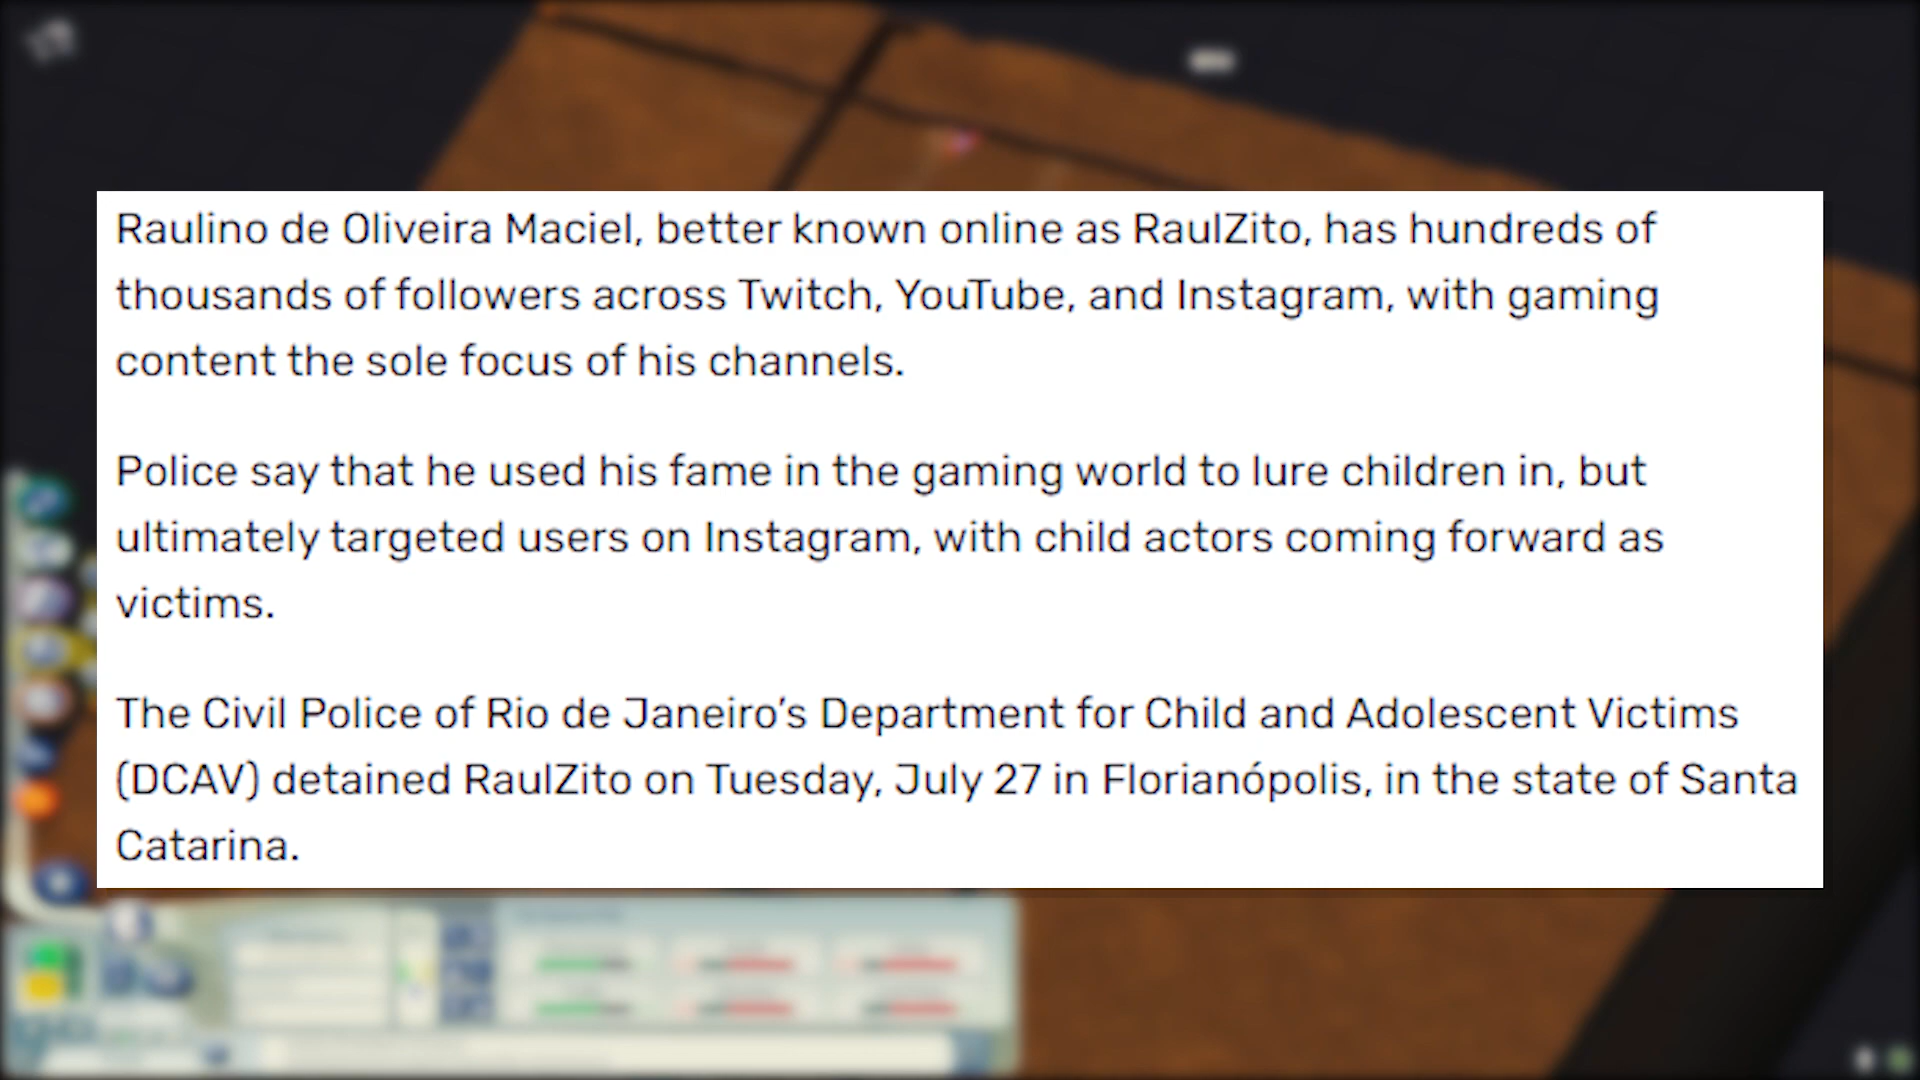 Raulino de Oliveira Maciel, better known online as RaulZito, has hundreds of
thousands of followers across Twitch, YouTube, and Instagram, with gaming
content the sole focus of his channels.
Police say that he used his fame in the gaming world to lure children in, but
ultimately targeted users on Instagram, with child actors coming forward as
victims.
The Civil Police of Rio de Janeiro’s Department for Child and Adolescent Victims
(DCAV) detained RaulZito on Tuesday, July 27 in Florianópolis, in the state of Santa
Catarina.